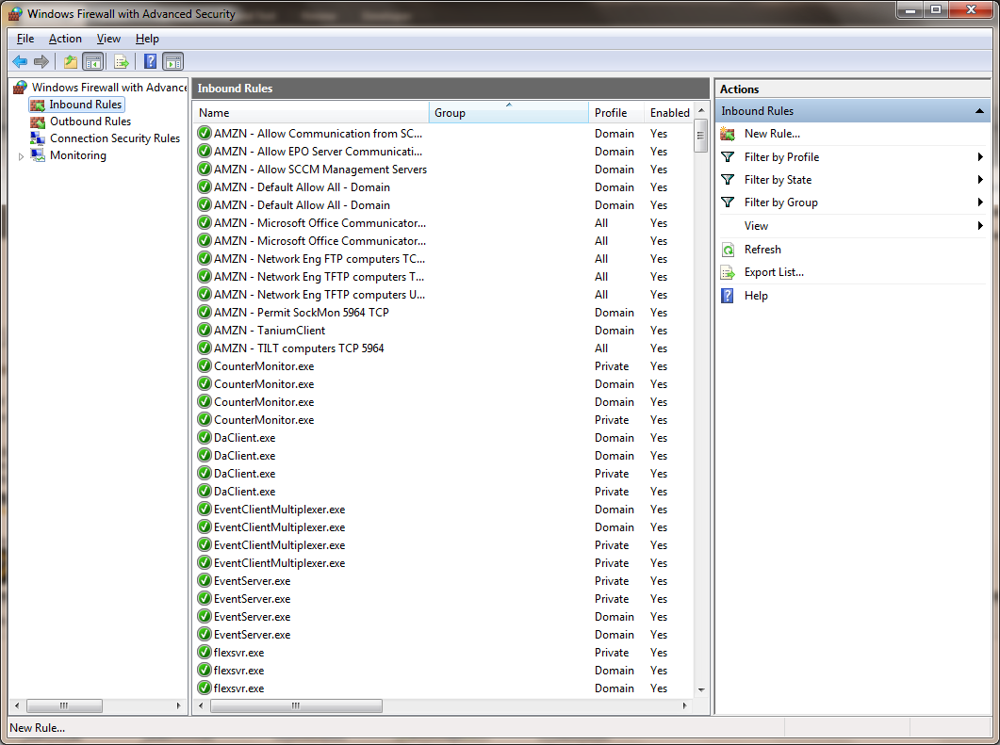 Windows Firewall with Advanced Security
File Action View Help
Windows Firewall with Advance
Inbound Rules
Outbound Rules
Connection Security Rules
Monitoring
Inbound Rules
Name Group Profile Enabled
AMZN - Allow Communication from SC... Domain Yes
AMZN - Allow EPO Server Communicati... Domain Yes
AMZN - Allow SCCM Management Servers Domain Yes
AMZN - Default Allow All - Domain Domain Yes
AMZN - Default Allow All - Domain Domain Yes
AMZN - Microsoft Office Communicator... All Yes
AMZN - Microsoft Office Communicator... All Yes
AMZN - Network Eng FTP computers TC... All Yes
AMZN - Network Eng TFTP computers T... All Yes
AMZN - Network Eng TFTP computers U... All Yes
AMZN - Permit SockMon 5964 TCP Domain Yes
AMZN - TaniumClient Domain Yes
AMZN - TILT computers TCP 5964 All Yes
CounterMonitor.exe Private Yes
CounterMonitor.exe Domain Yes
CounterMonitor.exe Domain Yes
CounterMonitor.exe Private Yes
DaClient.exe Domain Yes
DaClient.exe Domain Yes
DaClient.exe Private Yes
DaClient.exe Private Yes
EventClientMultiplexer.exe Domain Yes
EventClientMultiplexer.exe Domain Yes
EventClientMultiplexer.exe Private Yes
EventClientMultiplexer.exe Private Yes
EventServer.exe Private Yes
EventServer.exe Private Yes
EventServer.exe Domain Yes
EventServer.exe Domain Yes
flexsvr.exe Private Yes
flexsvr.exe Domain Yes
flexsvr.exe Domain Yes
Actions
Inbound Rules
New Rule...
Filter by Profile
Filter by State
Filter by Group
View
Refresh
Export List...
Help
New Rule...